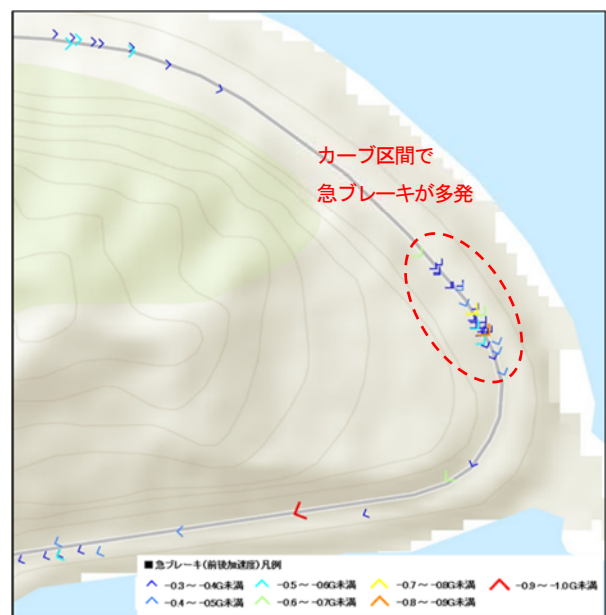 カーブ区間で
急ブレーキが多発
■急ブレーキ(前後加速度)凡例
-0.3～-0.4G未満 -0.5～-0.6G未満 -0.7～-0.8G未満 -0.9～-1.0G未満
-0.4～-0.5G未満 -0.6～-0.7G未満 -0.8～-0.9G未満